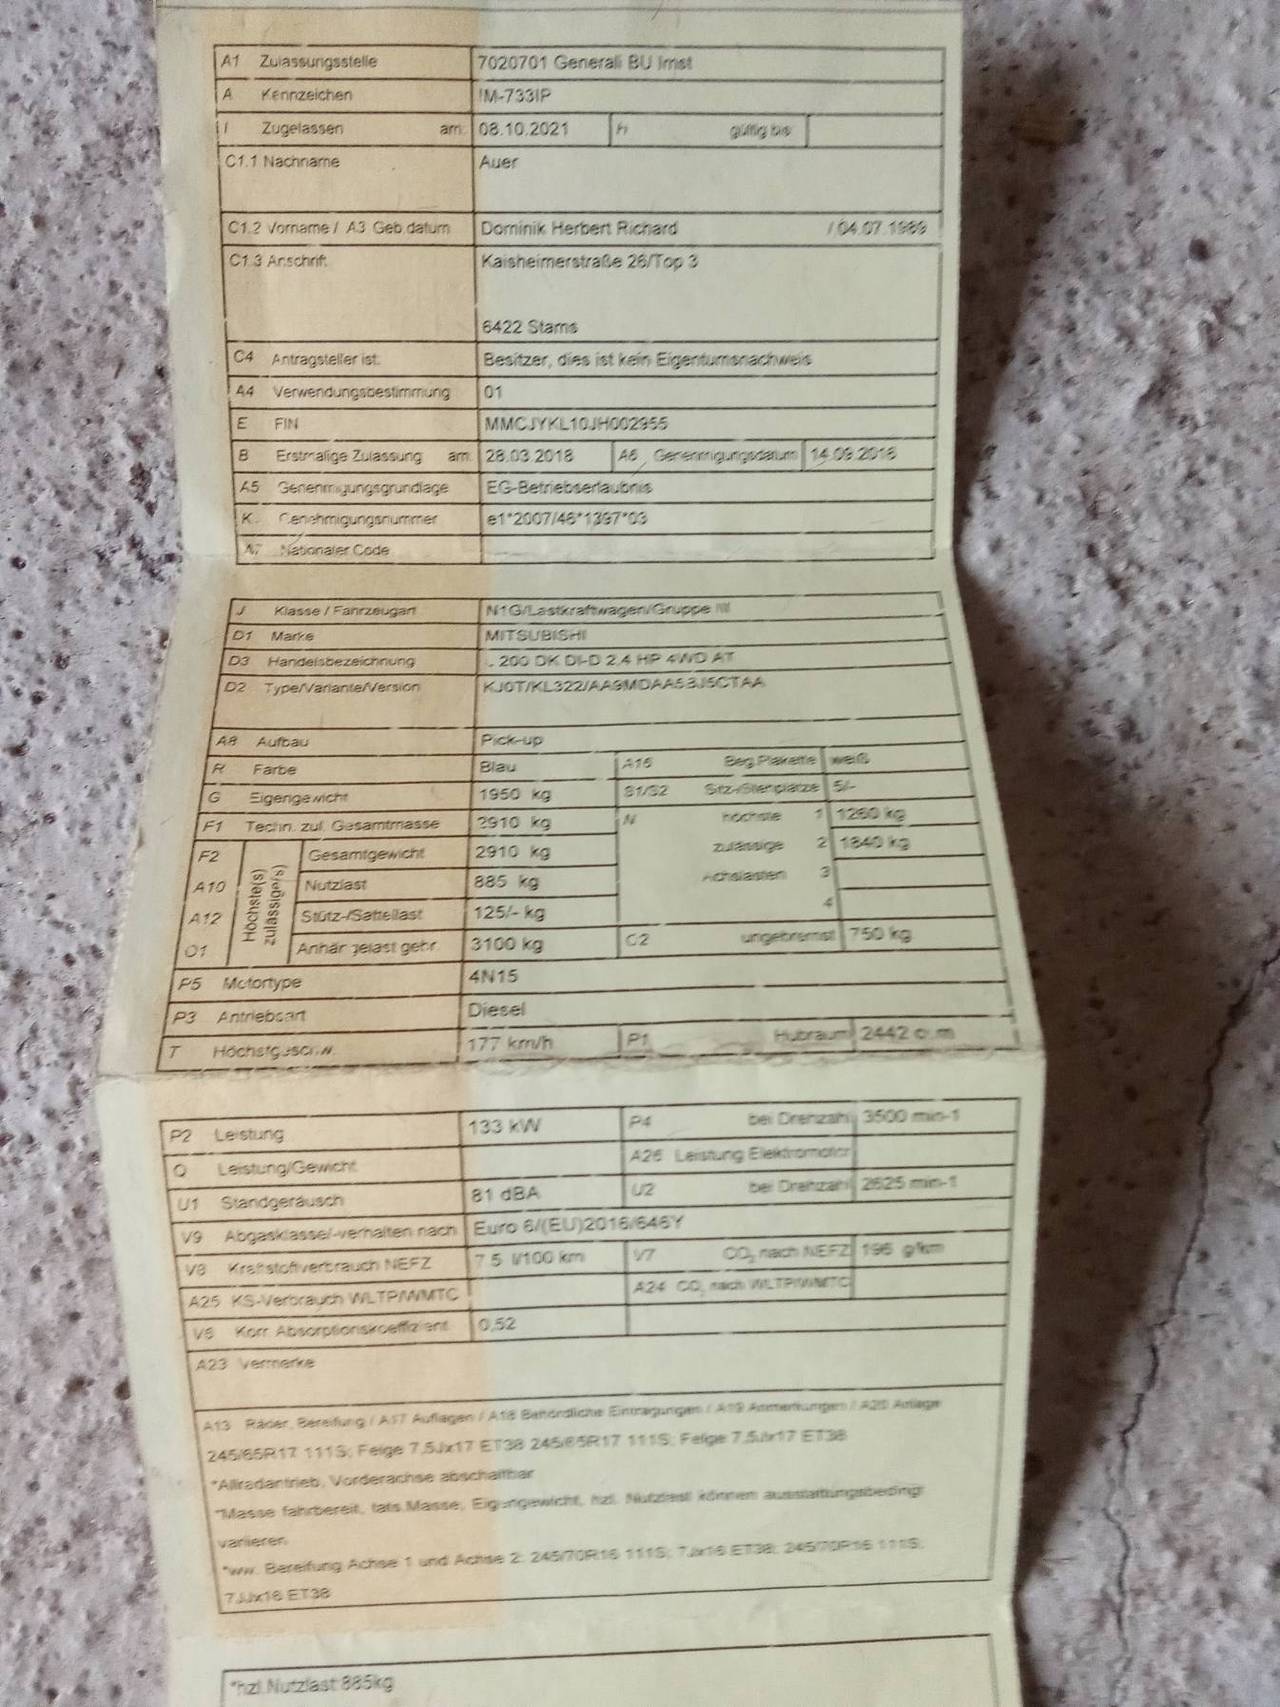 A1 Zulassungsstelle 7020701 Generali BU Imst
A Kennzeichen IM-733IP
I Zugelassen am: 08.10.2021 H gültig bis
C1.1 Nachname Auer
C1.2 Vorname / A3 Geb.datum Dominik Herbert Richard / 04.07.1989
C1.3 Anschrift Kaisheimerstraße 26/Top 3
6422 Stams
C4 Antragsteller ist: Besitzer, dies ist kein Eigentumsnachweis
A4 Verwendungsbestimmung 01
E FIN MMCJYKL10JH002955
B Erstmalige Zulassung am: 28.03.2018 A6 Genehmigungsdatum 14.09.2016
A5 Genehmigungsgrundlage EG-Betriebserlaubnis
K Genehmigungsnummer e1*2007/46*1397*03
A7 Nationaler Code
J Klasse / Fahrzeugart N1G/Lastkraftwagen/Gruppe III
D1 Marke MITSUBISHI
D3 Handelsbezeichnung L 200 DK DI-D 2,4 HP 4WD AT
D2 Type/Variante/Version KJ0T/KL322/
A8 Aufbau Pick-up
R Farbe Blau A16 Beg.Plakette weiß
G Eigengewicht 1950 kg S1/S2 Sitz-/Stehplätze 5/-
F1 Techn. zul. Gesamtmasse 2910 kg N höchste 1 1260 kg
F2 Höchste(s) zulässige(s) Gesamtgewicht 2910 kg zulässige 2 1840 kg
A10 Nutzlast 885 kg Achslasten 3
A12 Stütz-/Sattellast 125/- kg 4
O1 Anhängelast gebr. 3100 kg O2 ungebremst 750 kg
P5 Motortype 4N15
P3 Antriebsart Diesel
T Höchstgeschw. 177 km/h P1 Hubraum 2442 c m
P2 Leistung 133 kW P4 bei Drehzahl 3500 min-1
Q Leistung/Gewicht A26 Leistung Elektromotor
U1 Standgeräusch 81 dBA U2 bei Drehzahl 2625 min-1
V9 Abgasklasse/-verhalten nach Euro 6/(EU)2016/646Y
V8 Kraftstoffverbrauch NEFZ 7,5 l/100 km V7 CO₂ nach NEFZ 196 g/km
A25 KS-Verbrauch WLTP/WMTC A24 CO₂ nach WLTP/WMTC
V6 Korr. Absorptionskoeffizient 0,52
A23 Vermerke
A13 Räder, Bereifung / A17 Auflagen / A18 Behördliche Eintragungen / A19 Anmerkungen / A20 Anlage
245/65R17 111S; Felge 7,5Jx17 ET38 245/65R17 111S; Felge 7,5Jx17 ET38
*Allradantrieb, Vorderachse abschaltbar
*Masse fahrbereit, tats.Masse, Eigengewicht, hzl. Nutzlast können ausstattungsbedingt
variieren
*ww. Bereifung Achse 1 und Achse 2: 245/70R16 111S; 7Jx16 ET38; 245/70R16 111S;
7JJx16 ET38
*hzl.Nutzlast:885kg